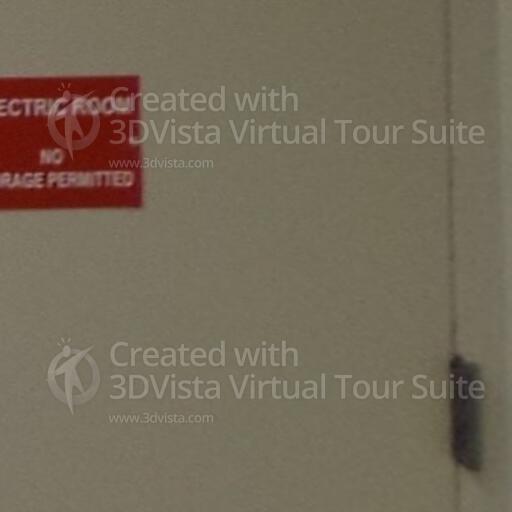 ECTRIC ROOM
NO
RAGE PERMITTED
Created with
3DVista Virtual Tour Suite
www.3dvista.com
Created with
3DVista Virtual Tour Suite
www.3dvista.com